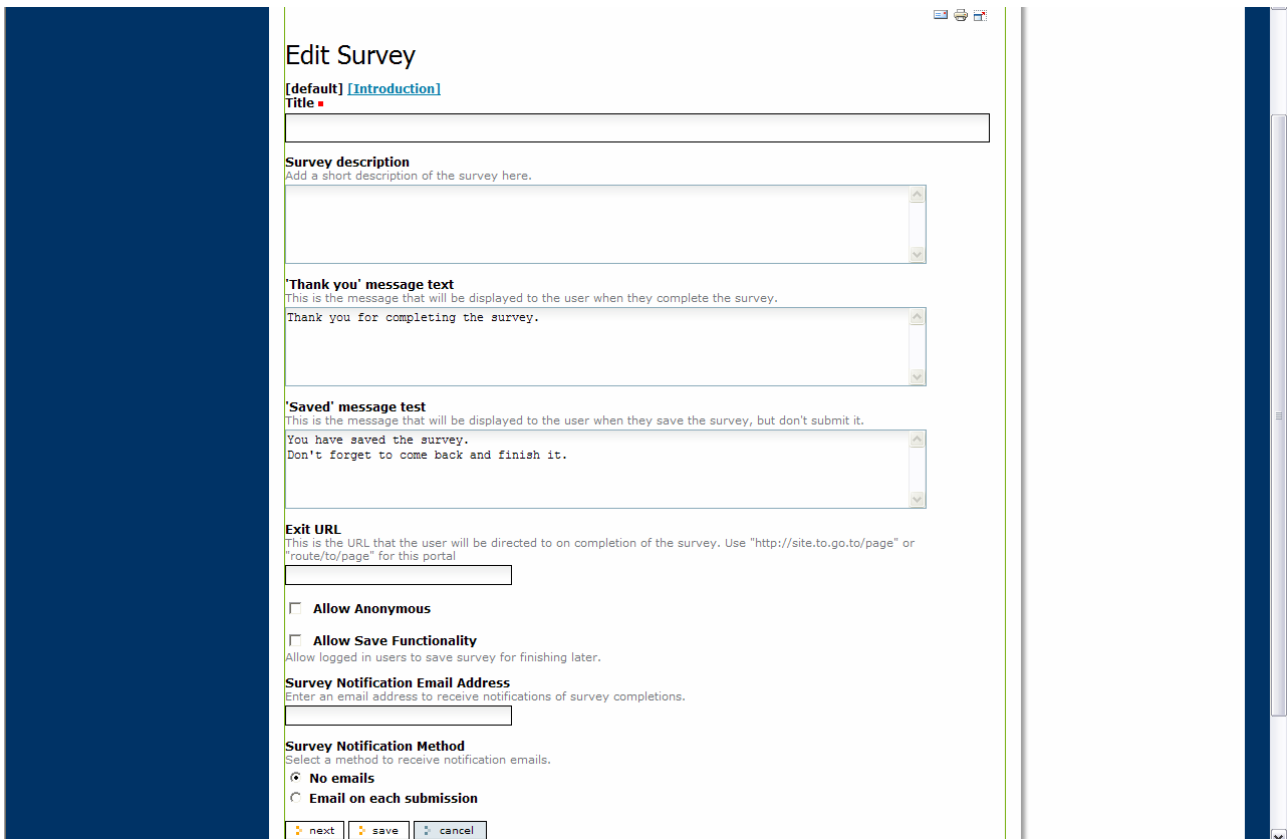 Edit Survey
[default] [Introduction]
Title
Survey description
Add a short description of the survey here.
'Thank you' message text
This is the message that will be displayed to the user when they complete the survey.
Thank you for completing the survey.
'Saved' message test
This is the message that will be displayed to the user when they save the survey, but don't submit it.
You have saved the survey.
Don't forget to come back and finish it.
Exit URL
This is the URL that the user will be directed to on completion of the survey. Use "http://site.to.go.to/page" or
"route/to/page" for this portal
Allow Anonymous
Allow Save Functionality
Allow logged in users to save survey for finishing later.
Survey Notification Email Address
Enter an email address to receive notifications of survey completions.
Survey Notification Method
Select a method to receive notification emails.
No emails
Email on each submission
next save cancel